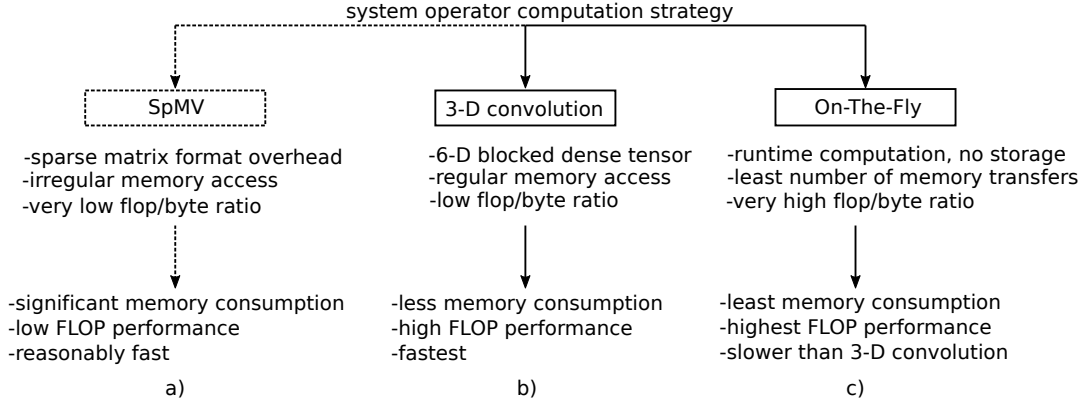 system operator computation strategy
SpMV
-sparse matrix format overhead
-irregular memory access
-very low flop/byte ratio
-significant memory consumption
-low FLOP performance
-reasonably fast
a)
3-D convolution
-6-D blocked dense tensor
-regular memory access
-low flop/byte ratio
-less memory consumption
-high FLOP performance
-fastest
b)
On-The-Fly
-runtime computation, no storage
-least number of memory transfers
-very high flop/byte ratio
-least memory consumption
-highest FLOP performance
-slower than 3-D convolution
c)